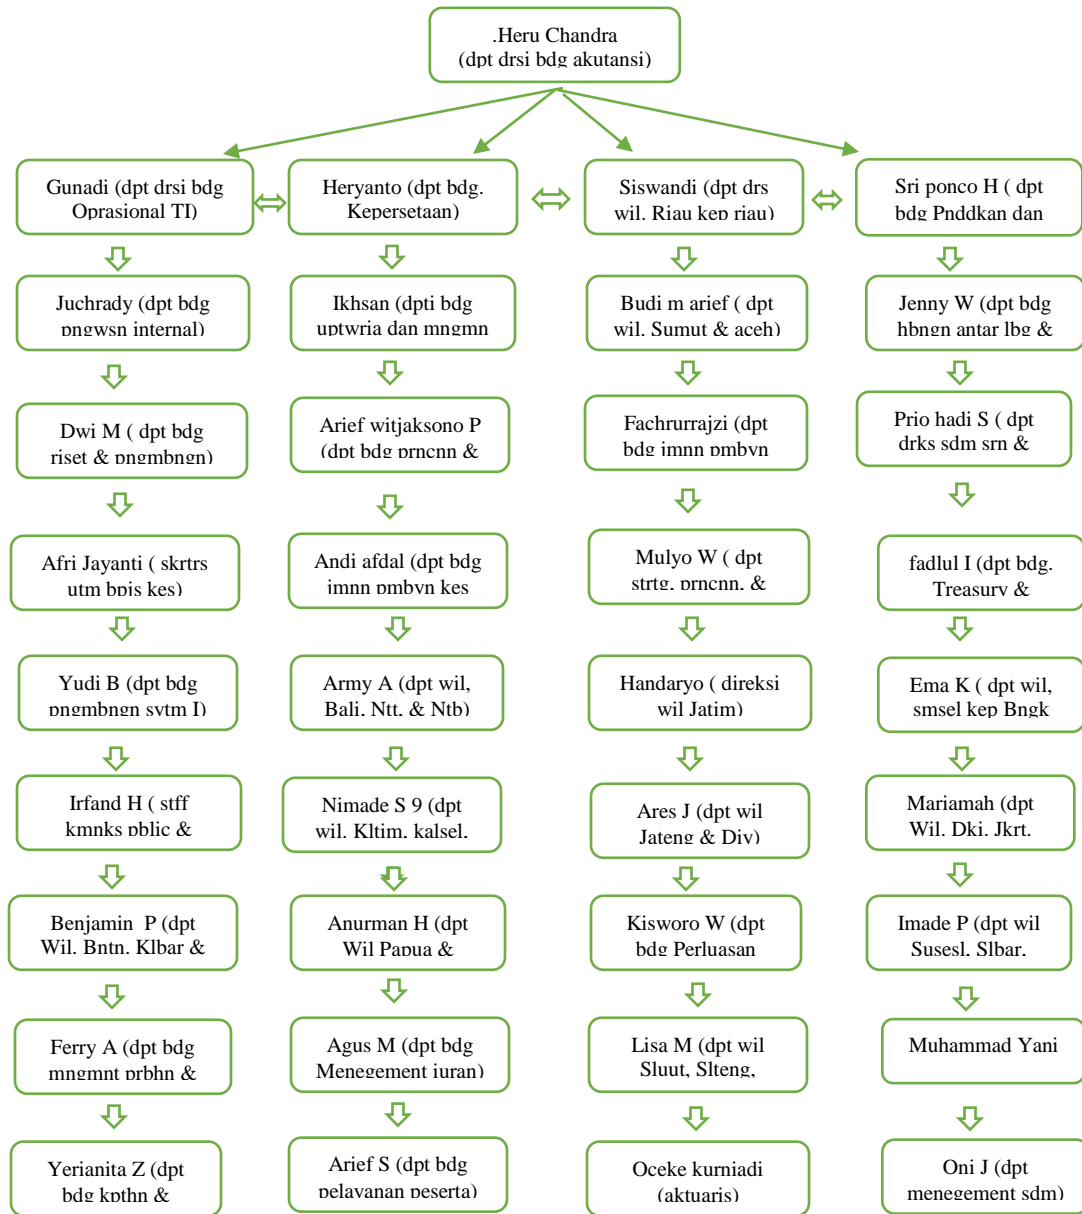 .Heru Chandra
(dpt drsi bdg akutansi)
Gunadi (dpt drsi bdg
Oprasional TI)
Heryanto (dpt bdg.
Kepersetaan)
Siswandi (dpt drs
wil. Riau kep riau)
Sri ponco H ( dpt
bdg Pnddkan dan
Juchrady (dpt bdg
pngwsn internal)
Ikhsan (dpti bdg
uptwria dan mngmn
Budi m arief ( dpt
wil. Sumut & aceh)
Jenny W (dpt bdg
hbngn antar lbg &
Dwi M ( dpt bdg
riset & pngmbngn)
Arief witjaksono P
(dpt bdg prncnn &
Fachrurrajzi (dpt
bdg jmnn pmbyn
Prio hadi S ( dpt
drks sdm srn &
Afri Jayanti ( skrtrs
utm bpjs kes)
Andi afdal (dpt bdg
jmnn pmbyn kes
Mulyo W ( dpt
strtg, prncnn, &
fadlul I (dpt bdg.
Treasury &
Yudi B (dpt bdg
pngmbngn sytm I)
Army A (dpt wil,
Bali, Ntt, & Ntb)
Handaryo ( direksi
wil Jatim)
Ema K ( dpt wil,
smsel kep Bngk
Irfand H ( stff
kmnks pblic &
Nimade S 9 (dpt
wil. Kltim, kalsel,
Ares J (dpt wil
Jateng & Diy)
Mariamah (dpt
Wil. Dki, Jkrt,
Benjamin P (dpt
Wil. Bntn, Klbar &
Anurman H (dpt
Wil Papua &
Kisworo W (dpt
bdg Perluasan
Imade P (dpt wil
Susesl, Slbar,
Ferry A (dpt bdg
mngmnt prbhn &
Agus M (dpt bdg
Menegement iuran)
Lisa M (dpt wil
Sluut, Slteng,
Muhammad Yani
Yerianita Z (dpt
bdg kpthn &
Arief S (dpt bdg
pelayanan peserta)
Oceke kurniadi
(aktuaris)
Oni J (dpt
menegement sdm)